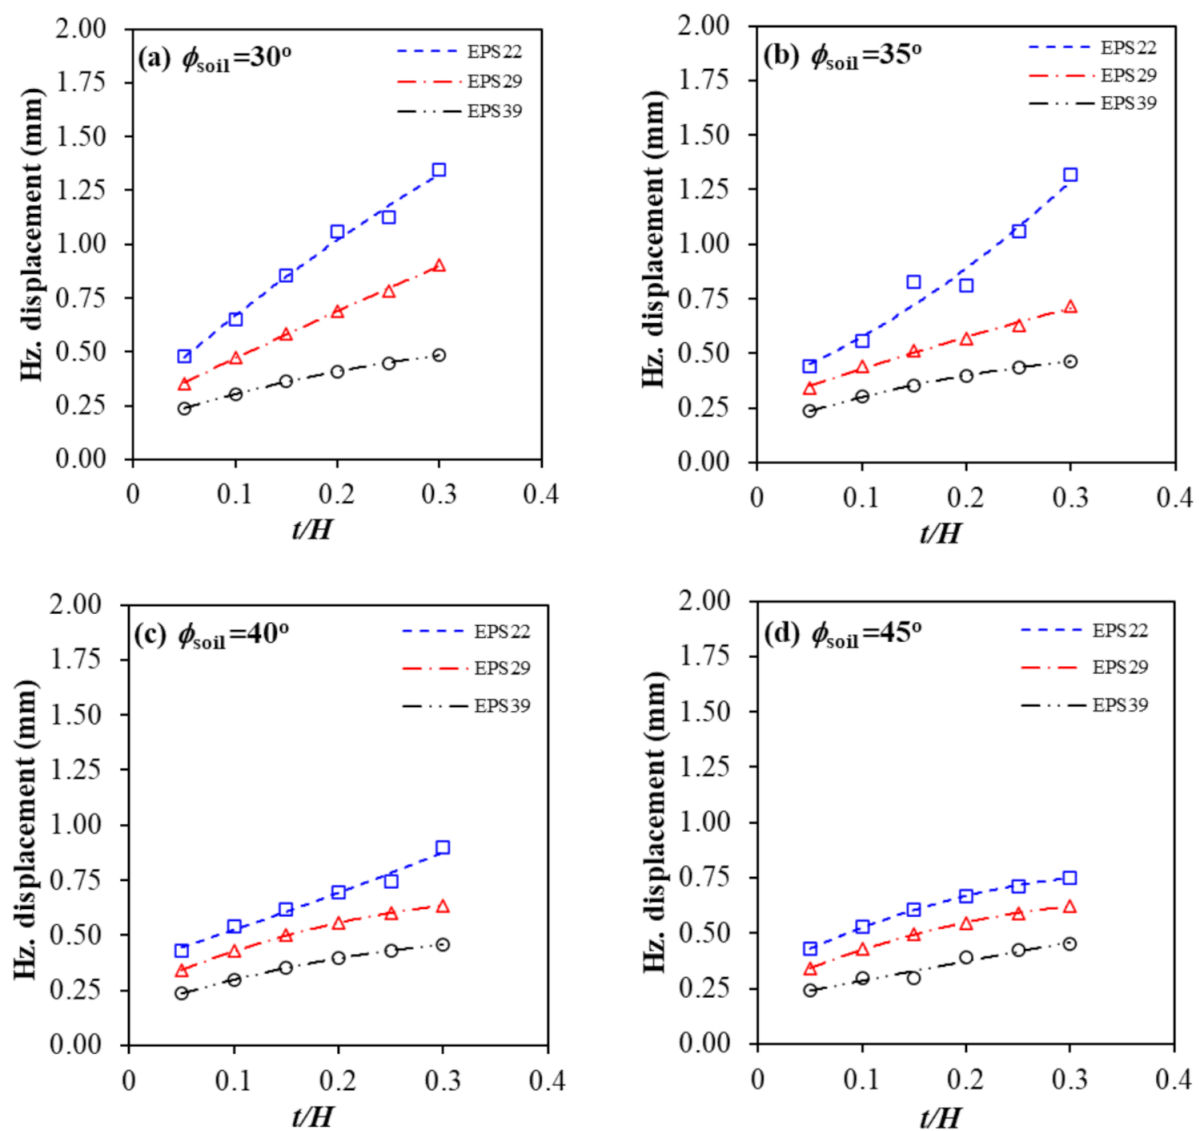 (a) ϕsoil=30º
EPS22
EPS29
EPS39
2.00
1.75
1.50
1.25
1.00
0.75
0.50
0.25
0.00
Hz. displacement (mm)
0 0.1 0.2 0.3 0.4
t/H
(b) ϕsoil=35º
EPS22
EPS29
EPS39
2.00
1.75
1.50
1.25
1.00
0.75
0.50
0.25
0.00
Hz. displacement (mm)
0 0.1 0.2 0.3 0.4
t/H
(c) ϕsoil=40º
EPS22
EPS29
EPS39
2.00
1.75
1.50
1.25
1.00
0.75
0.50
0.25
0.00
Hz. displacement (mm)
0 0.1 0.2 0.3 0.4
t/H
(d) ϕsoil=45º
EPS22
EPS29
EPS39
2.00
1.75
1.50
1.25
1.00
0.75
0.50
0.25
0.00
Hz. displacement (mm)
0 0.1 0.2 0.3 0.4
t/H